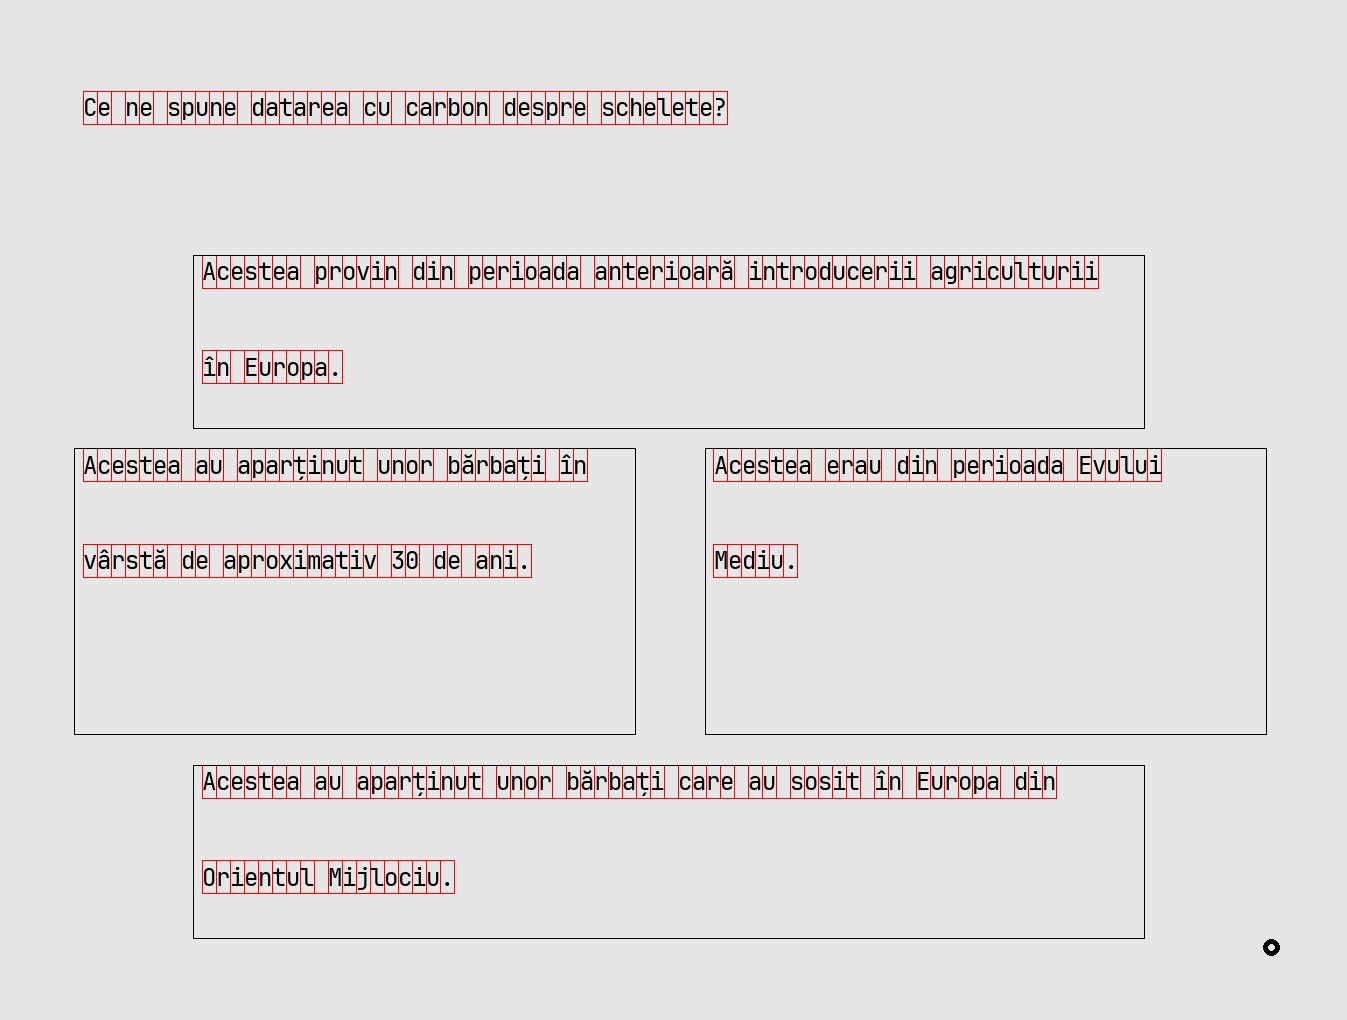 Ce ne spune datarea cu carbon despre schelete?
Acestea provin din perioada anterioară introducerii agriculturii
în Europa.
Acestea au aparținut unor bărbați în
vârstă de aproximativ 30 de ani.
Acestea erau din perioada Evului
Mediu.
Acestea au aparținut unor bărbați care au sosit în Europa din
Orientul Mijlociu.